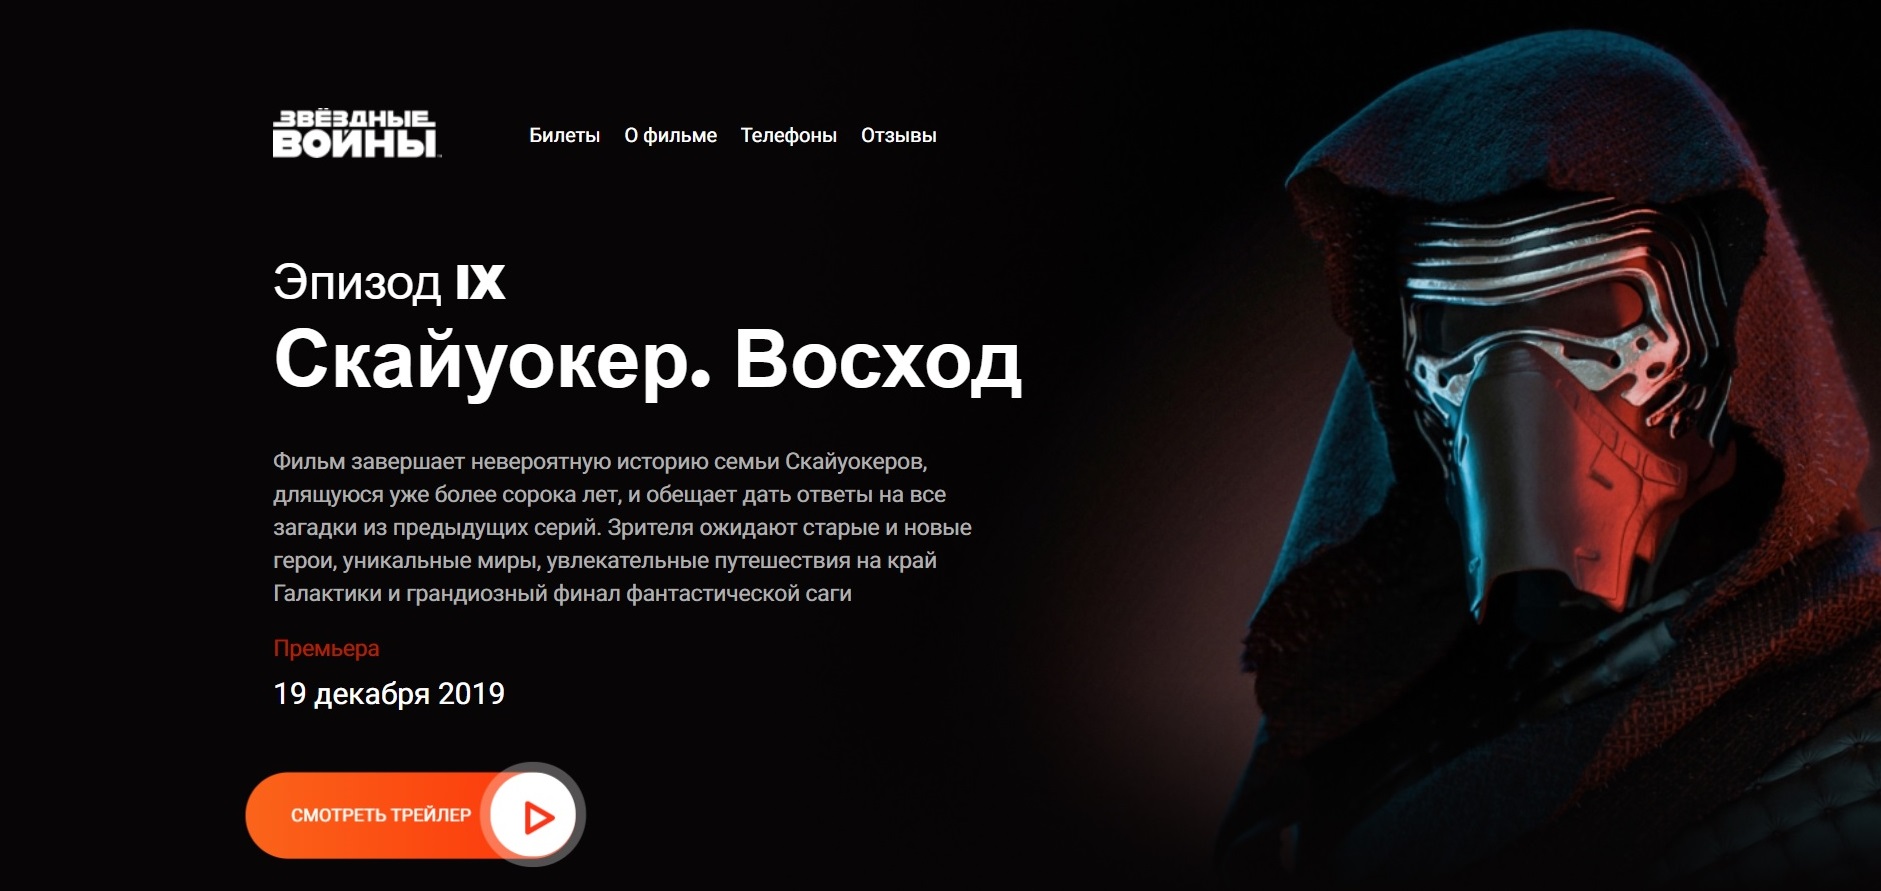 ЗВЁЗДНЫЕ
ВОЙНЫ
Билеты О фильме Телефоны Отзывы
Эпизод IX
Скайуокер. Восход
Фильм завершает невероятную историю семьи Скайуокеров,
длящуюся уже более сорока лет, и обещает дать ответы на все
загадки из предыдущих серий. Зрителя ожидают старые и новые
герои, уникальные миры, увлекательные путешествия на край
Галактики и грандиозный финал фантастической саги
Премьера
19 декабря 2019
СМОТРЕТЬ ТРЕЙЛЕР